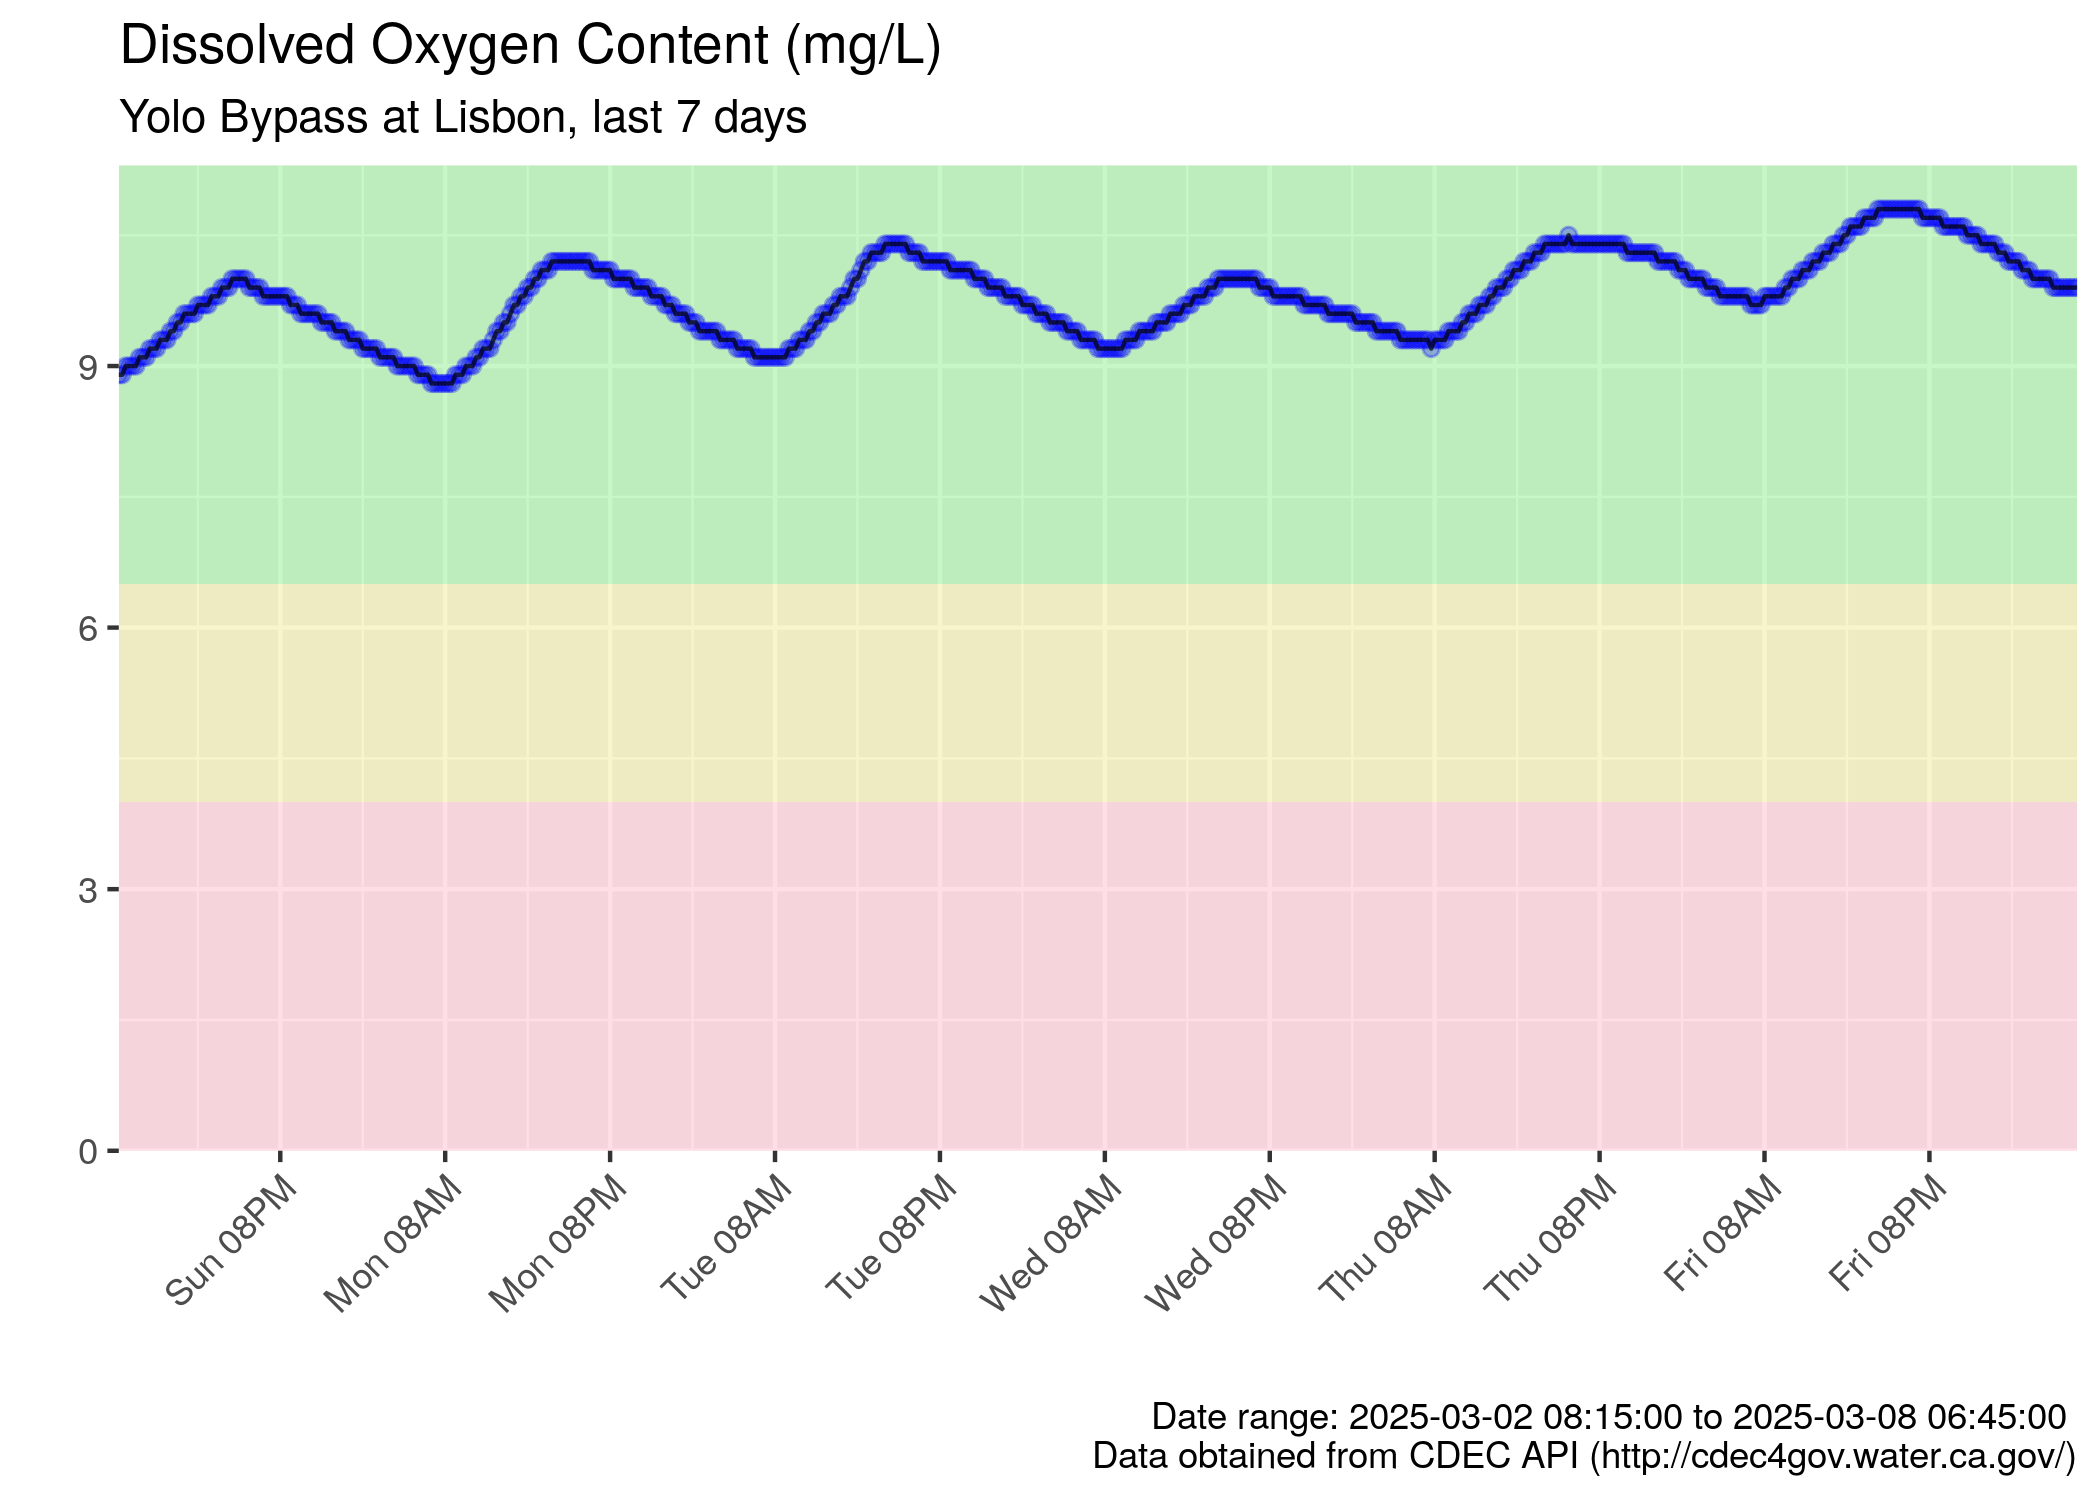 Dissolved Oxygen Content (mg/L)
Yolo Bypass at Lisbon, last 7 days
9
6
3
0
Sun 08PM
Mon 08AM
Mon 08PM
Tue 08AM
Tue 08PM
Wed 08AM
Wed 08PM
Thu 08AM
Thu 08PM
Fri 08AM
Fri 08PM
Date range: 2025-03-02 08:15:00 to 2025-03-08 06:45:00
Data obtained from CDEC API (http://cdec4gov.water.ca.gov/)